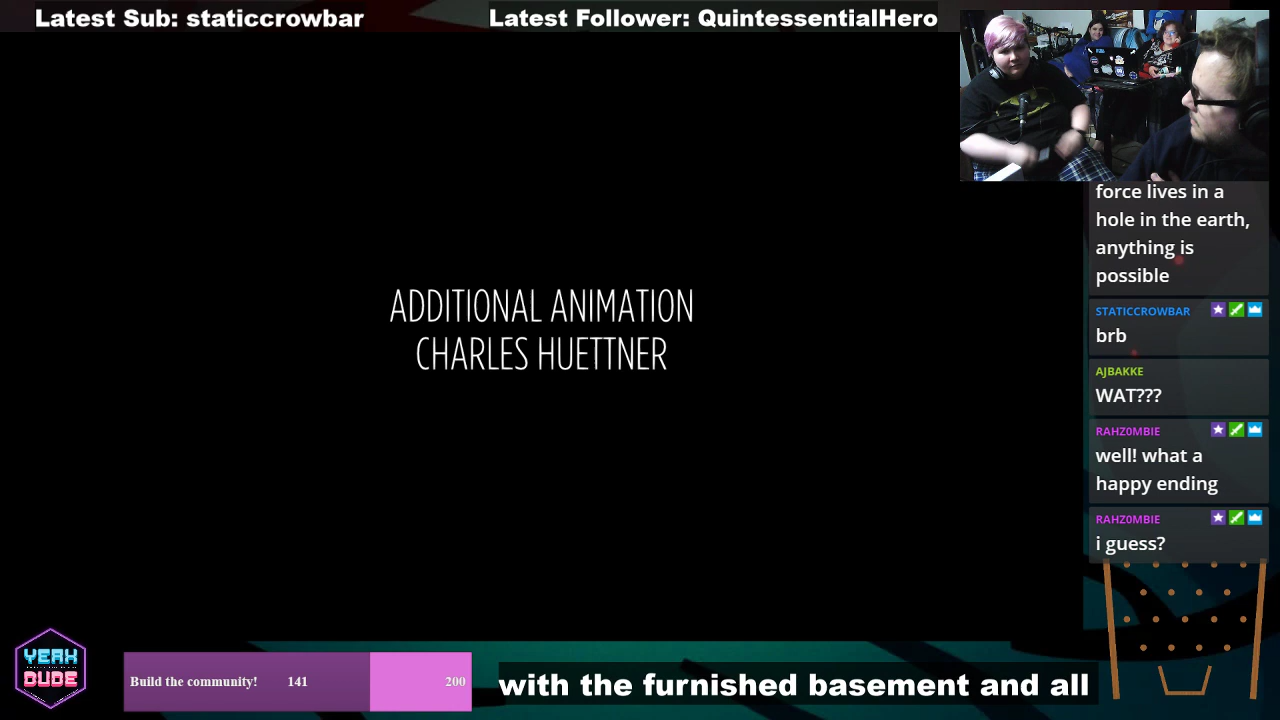 Latest Sub: staticcrowbar
Latest Follower: QuintessentialHero
ADDITIONAL ANIMATION
CHARLES HUETTNER
force lives in a
hole in the earth,
anything is
possible
STATICCROWBAR
brb
AJBAKKE
WAT???
RAHZ0MBIE
well! what a
happy ending
RAHZ0MBIE
i guess?
YEAH
DUDE
Build the community! 141 200
with the furnished basement and all